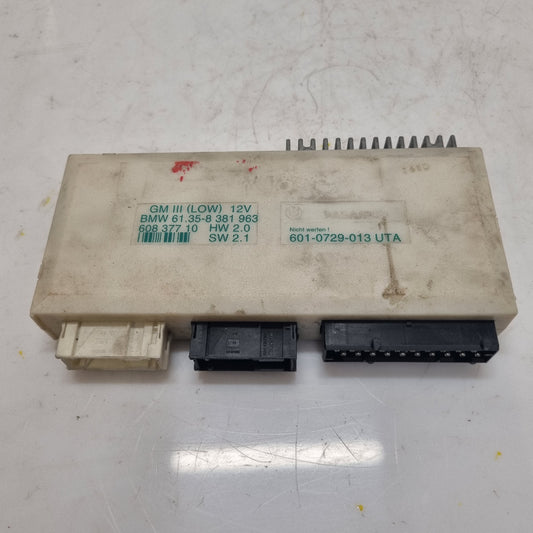 GM III (LOW) 12V
BMW 61.35-8 381 963
608 377 10 HW 2.0
SW 2.1
Nicht werfen !
601-0729-013 UTA